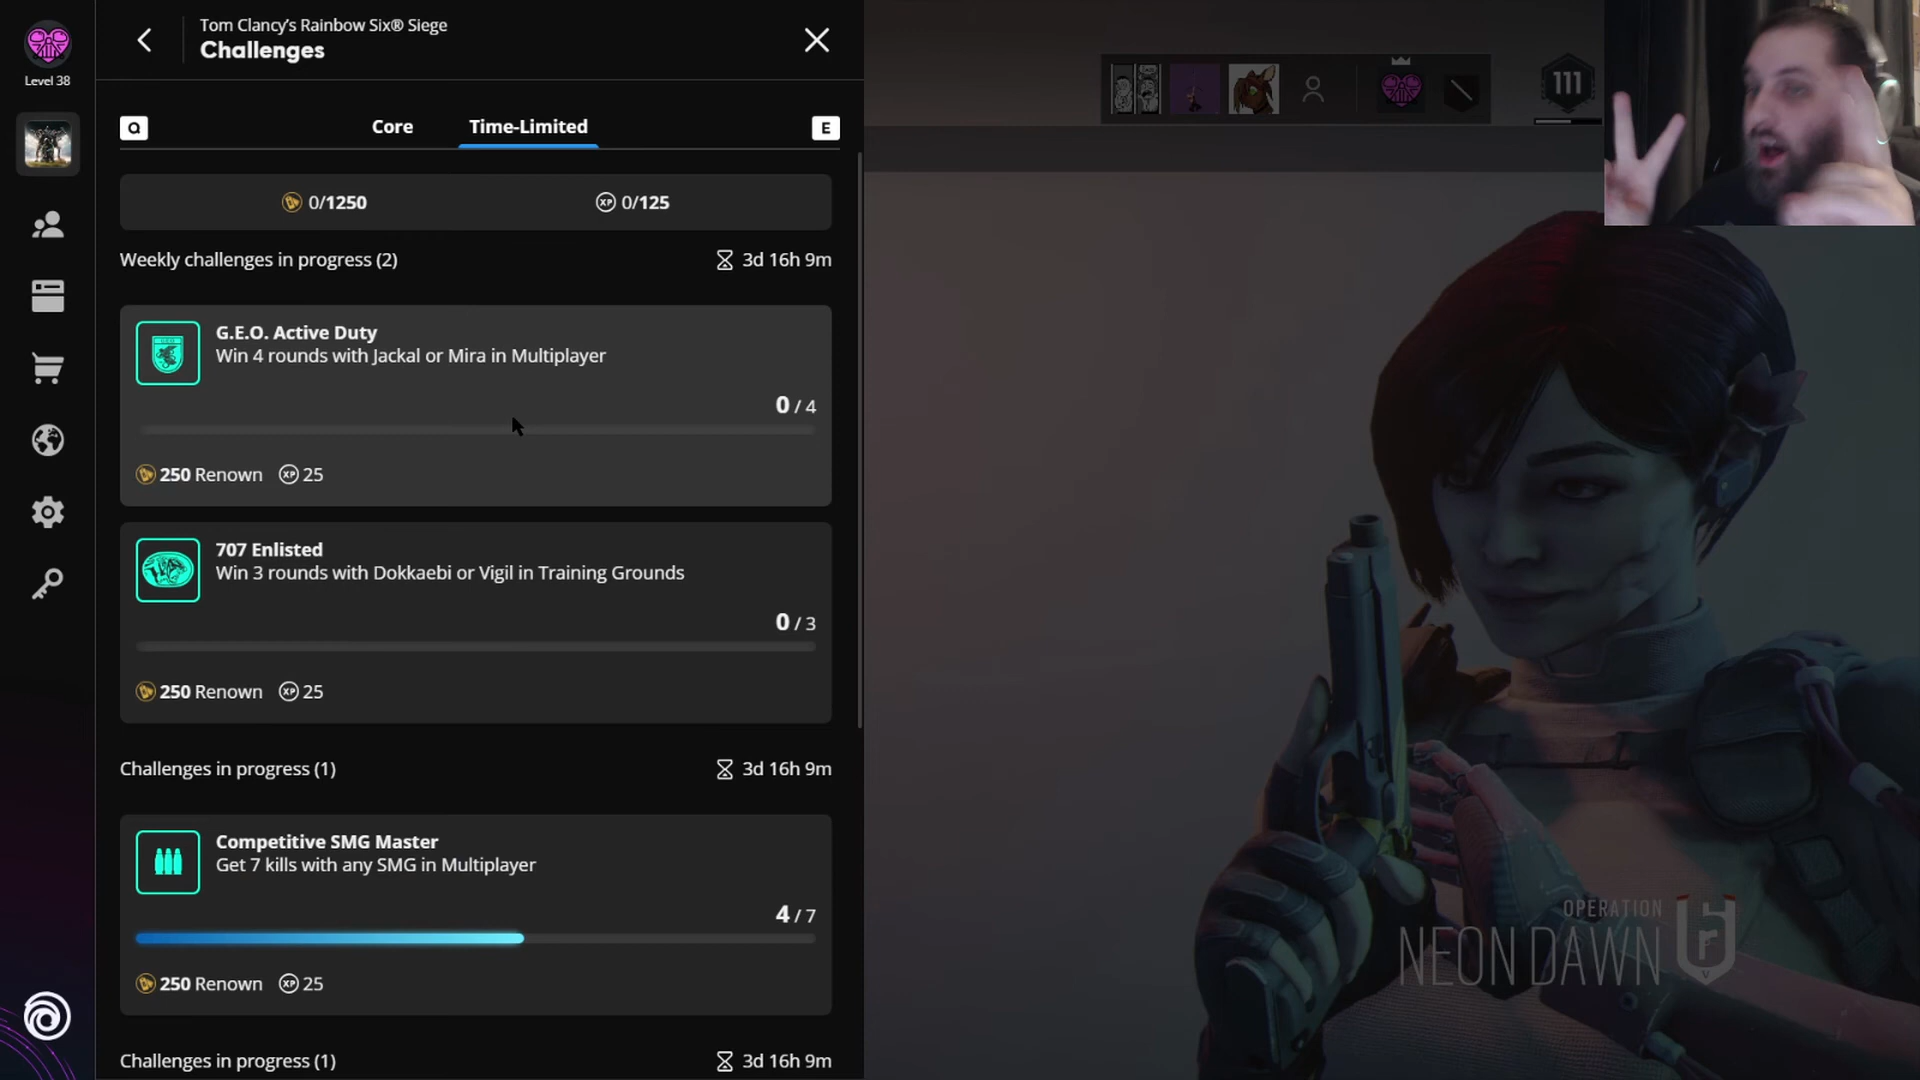 Tom Clancy's Rainbow Six® Siege
Challenges
Level 38
Q
Core
Time-Limited
E
0/1250
XP 0/125
Weekly challenges in progress (2)
3d 16h 9m
G.E.O. Active Duty
Win 4 rounds with Jackal or Mira in Multiplayer
0 / 4
250 Renown XP 25
707 Enlisted
Win 3 rounds with Dokkaebi or Vigil in Training Grounds
0 / 3
250 Renown XP 25
Challenges in progress (1)
3d 16h 9m
Competitive SMG Master
Get 7 kills with any SMG in Multiplayer
4 / 7
250 Renown XP 25
Challenges in progress (1)
3d 16h 9m
111
OPERATION
NEON DAWN